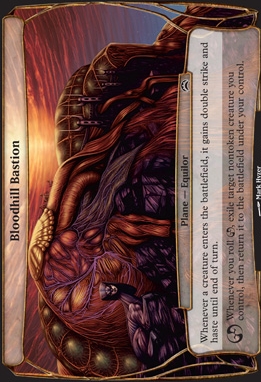 Bloodhill Bastion
Plane — Equilor
Whenever a creature enters the battlefield, it gains double strike and
haste until end of turn.
Whenever you roll , exile target nontoken creature you
control, then return it to the battlefield under your control.
Mark Hyzer